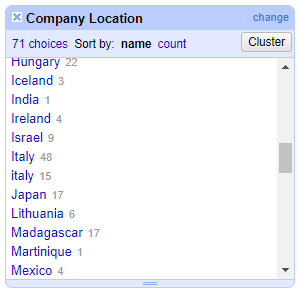 Company Location change
71 choices Sort by: name count Cluster
Hungary 22
Iceland 3
India 1
Ireland 4
Israel 9
Italy 48
italy 15
Japan 17
Lithuania 6
Madagascar 17
Martinique 1
Mexico 4